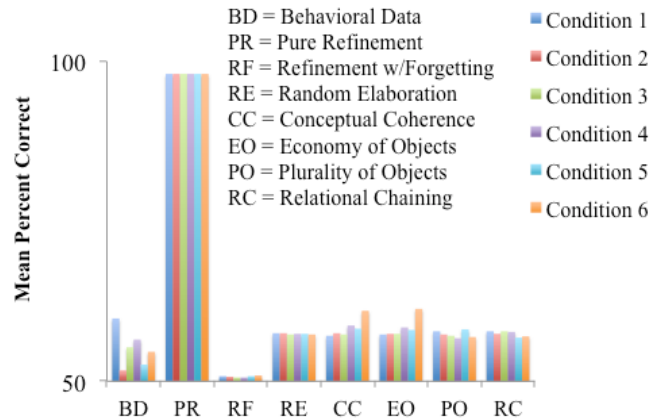 BD = Behavioral Data
PR = Pure Refinement
RF = Refinement w/Forgetting
RE = Random Elaboration
CC = Conceptual Coherence
EO = Economy of Objects
PO = Plurality of Objects
RC = Relational Chaining
Condition 1
Condition 2
Condition 3
Condition 4
Condition 5
Condition 6
Mean Percent Correct
100
50
BD PR RF RE CC EO PO RC